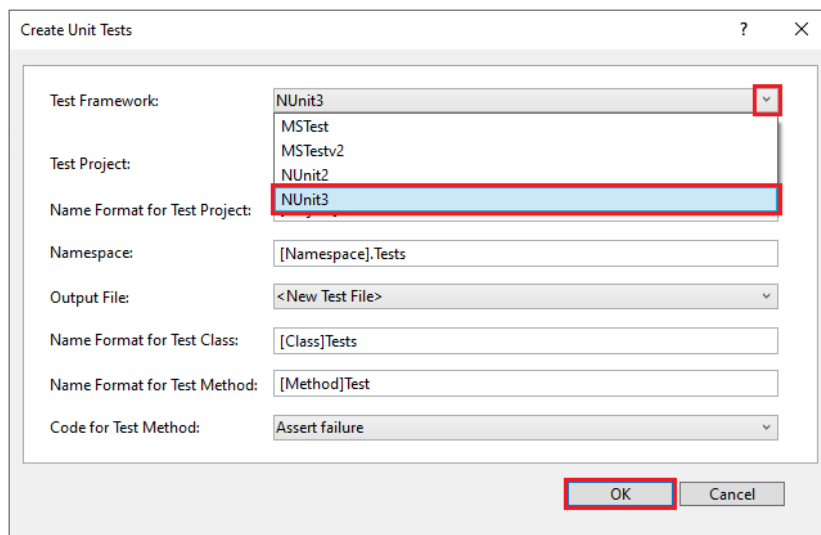 Create Unit Tests ?
Test Framework: NUnit3
MSTest
MSTestv2
Test Project:
NUnit2
NUnit3
Name Format for Test Project:
Namespace: [Namespace].Tests
Output File: <New Test File>
Name Format for Test Class: [Class]Tests
Name Format for Test Method: [Method]Test
Code for Test Method: Assert failure
OK Cancel